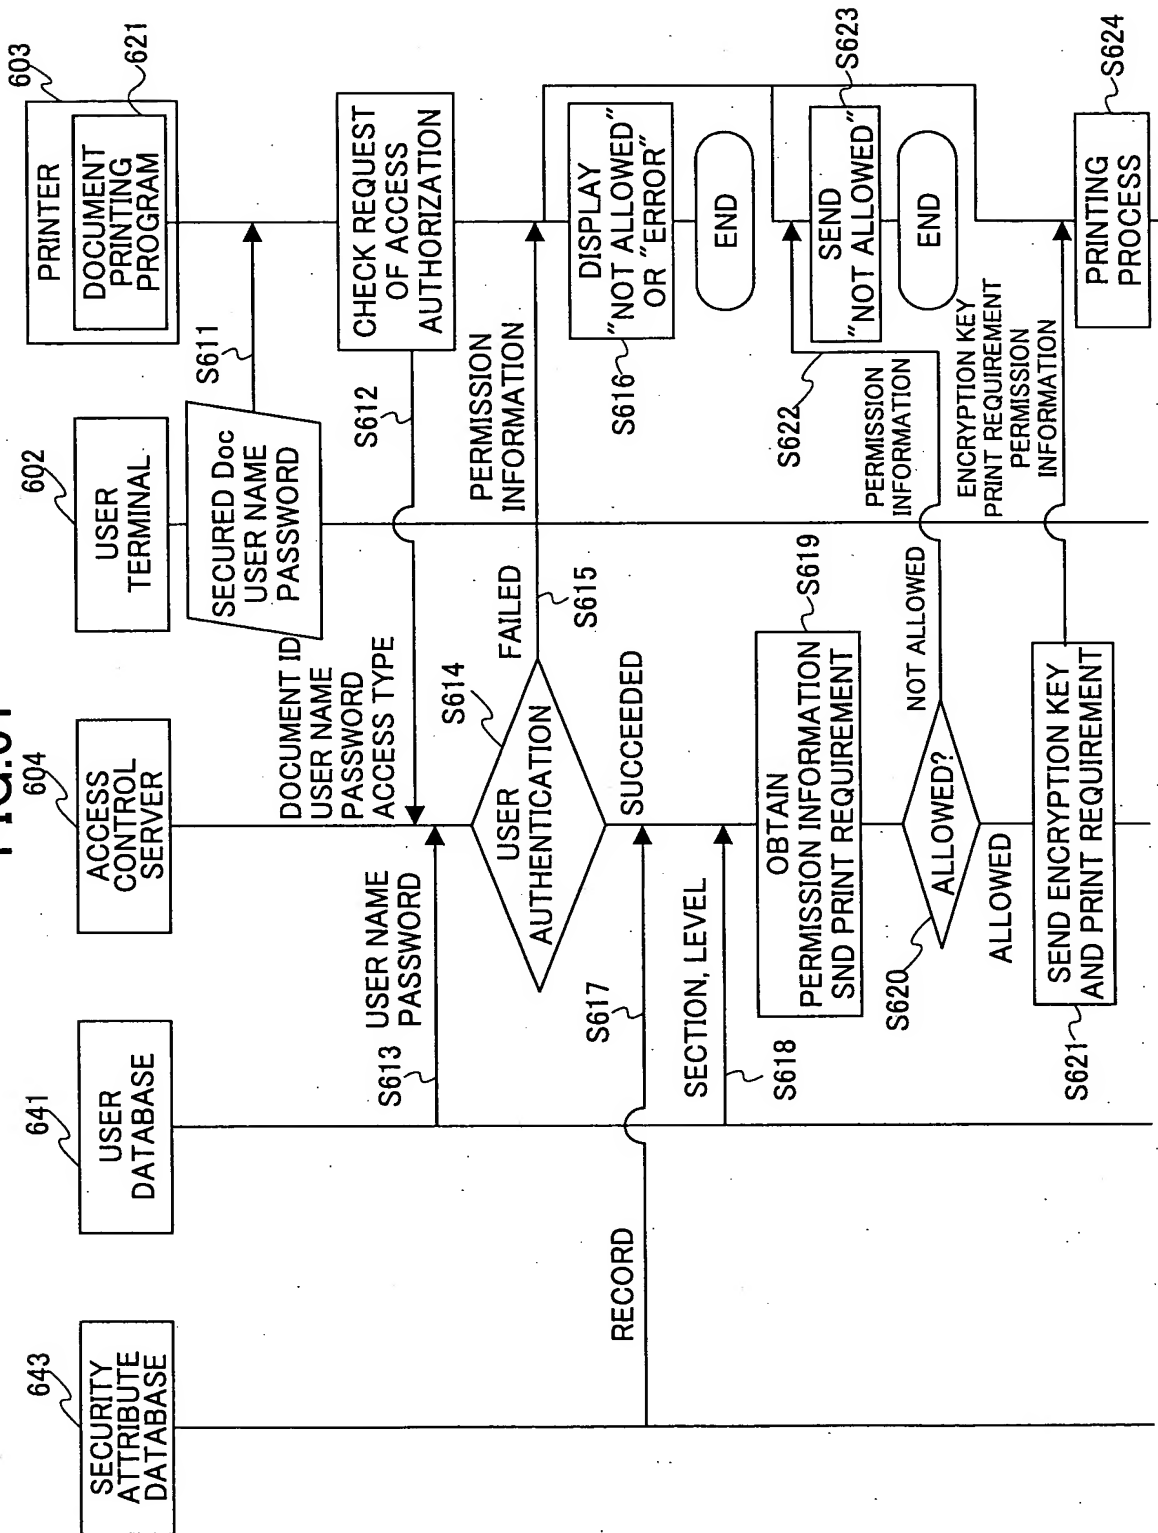 603
621
PRINTER
DOCUMENT
PRINTING
PROGRAM
602
USER
TERMINAL
604
ACCESS
CONTROL
SERVER
641
USER
DATABASE
643
SECURITY
ATTRIBUTE
DATABASE
SECURED Doc
USER NAME
PASSWORD
S611
CHECK REQUEST
OF ACCESS
AUTHORIZATION
S612
DOCUMENT ID
USER NAME
PASSWORD
ACCESS TYPE
USER NAME
PASSWORD
S613
USER
AUTHENTICATION
S614
FAILED
S615
PERMISSION
INFORMATION
DISPLAY
"NOT ALLOWED"
OR "ERROR"
S616
END
SUCCEEDED
RECORD
S617
SECTION, LEVEL
S618
OBTAIN
PERMISSION INFORMATION
SND PRINT REQUIREMENT
S619
ALLOWED?
S620
NOT ALLOWED
PERMISSION
INFORMATION
S622
SEND
"NOT ALLOWED"
S623
END
ALLOWED
SEND ENCRYPTION KEY
AND PRINT REQUIREMENT
S621
ENCRYPTION KEY
PRINT REQUIREMENT
PERMISSION
INFORMATION
PRINTING
PROCESS
S624